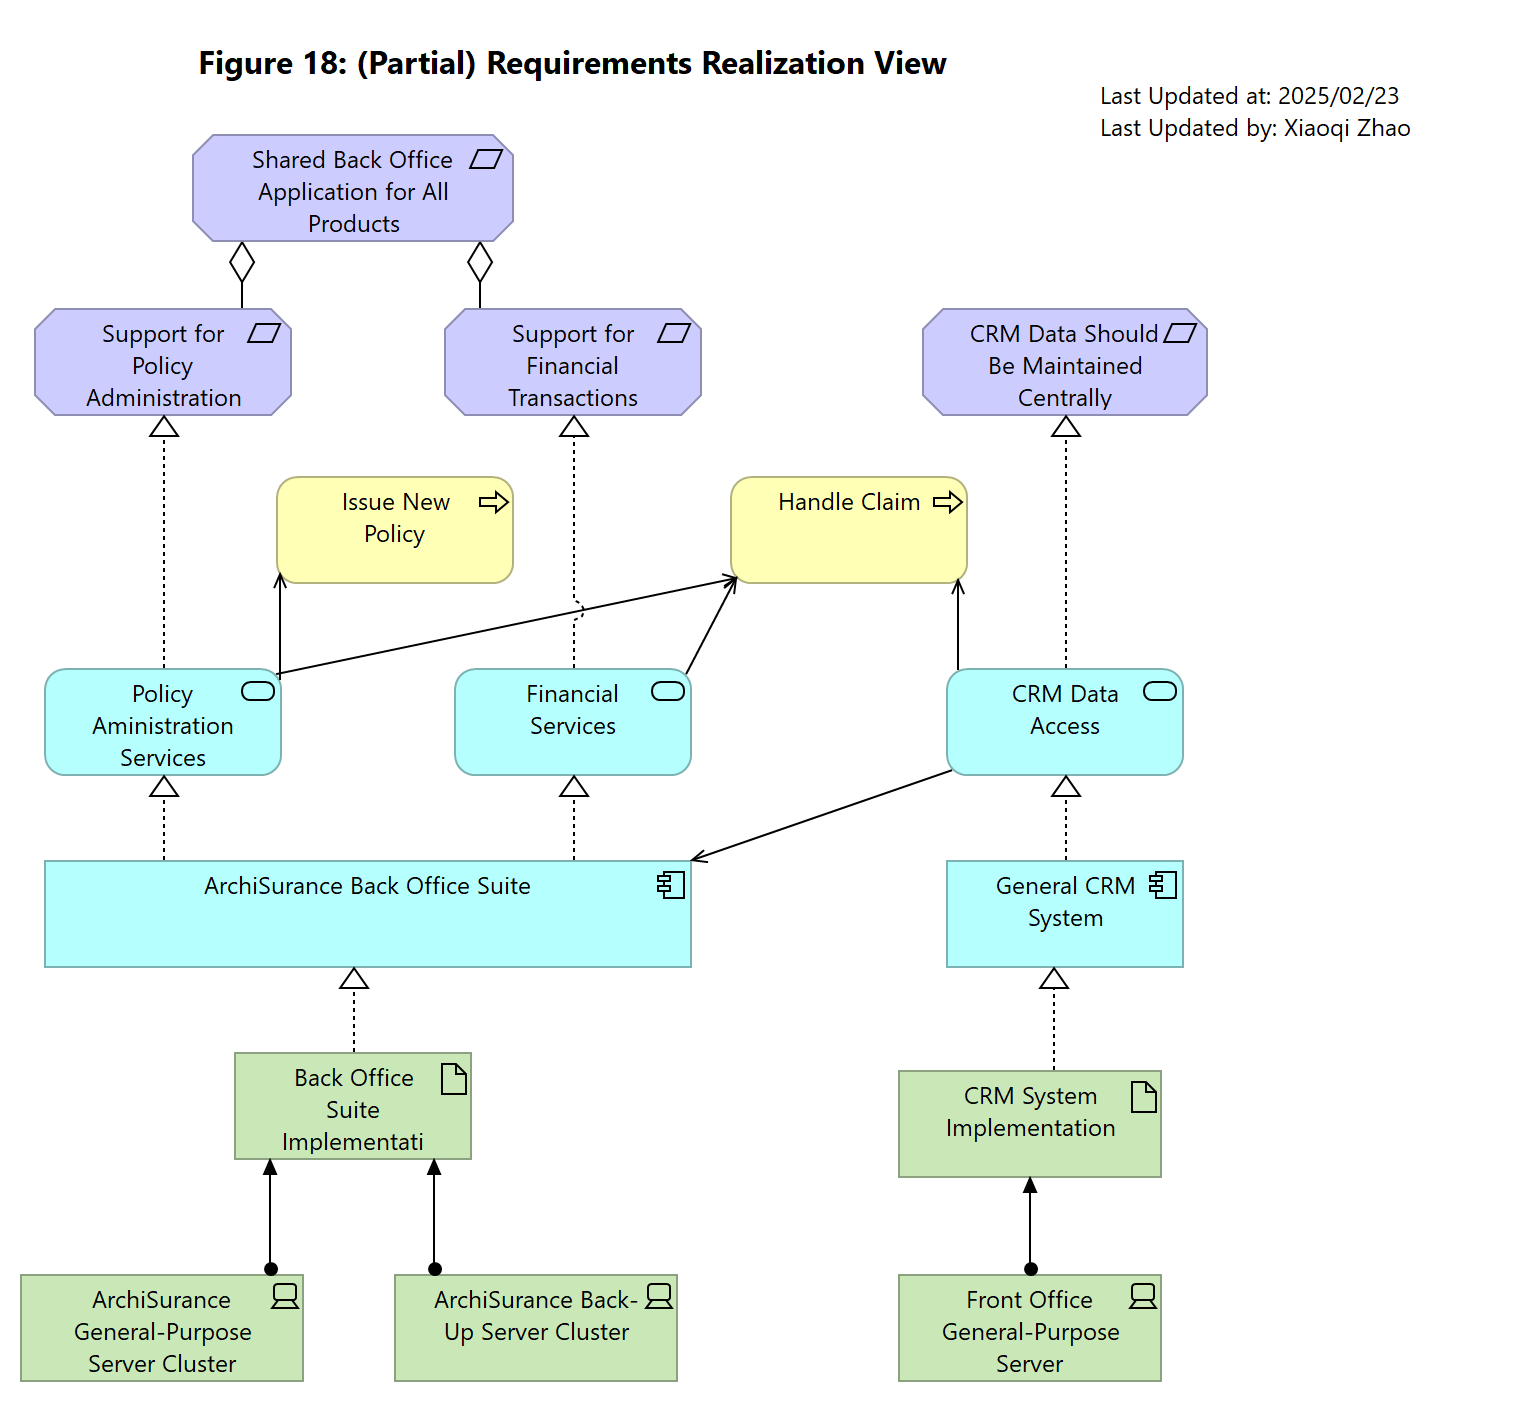 Figure 18: (Partial) Requirements Realization View
Last Updated at: 2025/02/23
Last Updated by: Xiaoqi Zhao
Shared Back Office
Application for All
Products
Support for
Policy
Administration
Support for
Financial
Transactions
CRM Data Should
Be Maintained
Centrally
Issue New
Policy
Handle Claim
Policy
Aministration
Services
Financial
Services
CRM Data
Access
ArchiSurance Back Office Suite
General CRM
System
Back Office
Suite
Implementati
CRM System
Implementation
ArchiSurance
General-Purpose
Server Cluster
ArchiSurance Back-
Up Server Cluster
Front Office
General-Purpose
Server